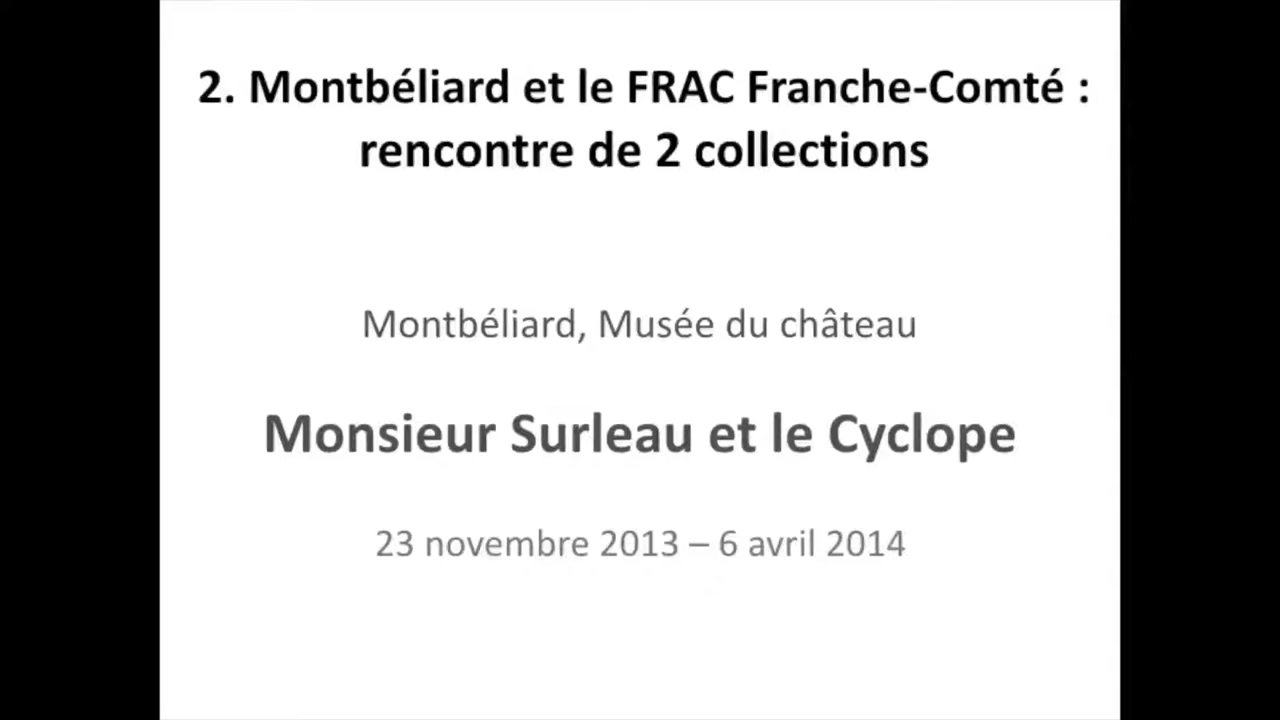 2. Montbéliard et le FRAC Franche-Comté :
rencontre de 2 collections
Montbéliard, Musée du château
Monsieur Surleau et le Cyclope
23 novembre 2013 – 6 avril 2014